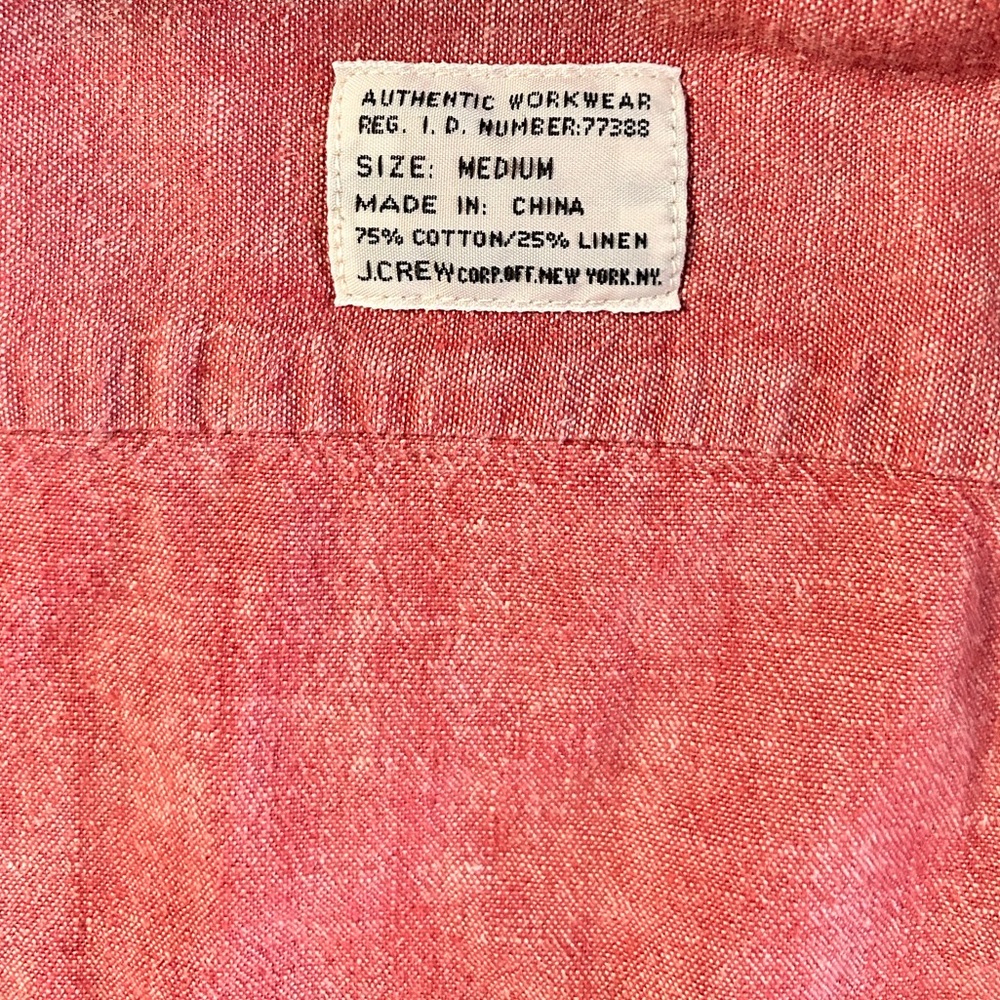 AUTHENTIC WORKWEAR
REG. I. D. NUMBER:77388
SIZE: MEDIUM
MADE IN: CHINA
75% COTTON/25% LINEN
J.CREW CORP.OFF.NEW YORK.NY.